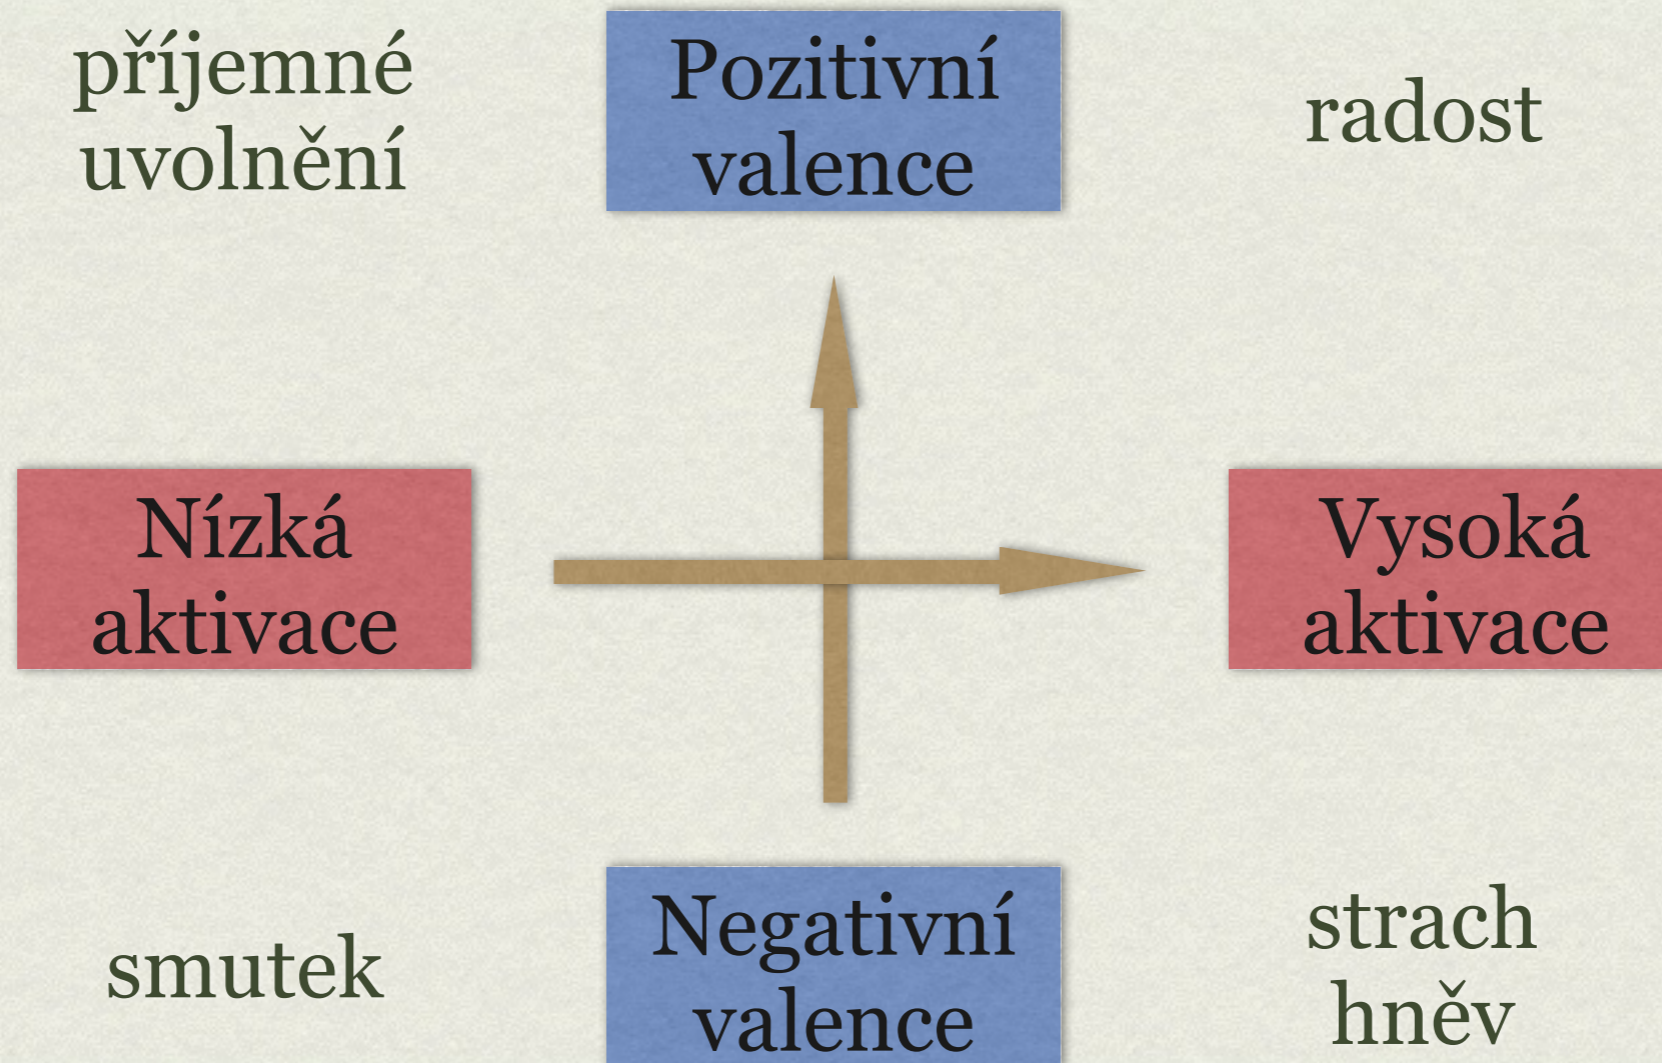 příjemné
uvolnění
Pozitivní
valence
radost
Nízká
aktivace
Vysoká
aktivace
smutek
Negativní
valence
strach
hněv